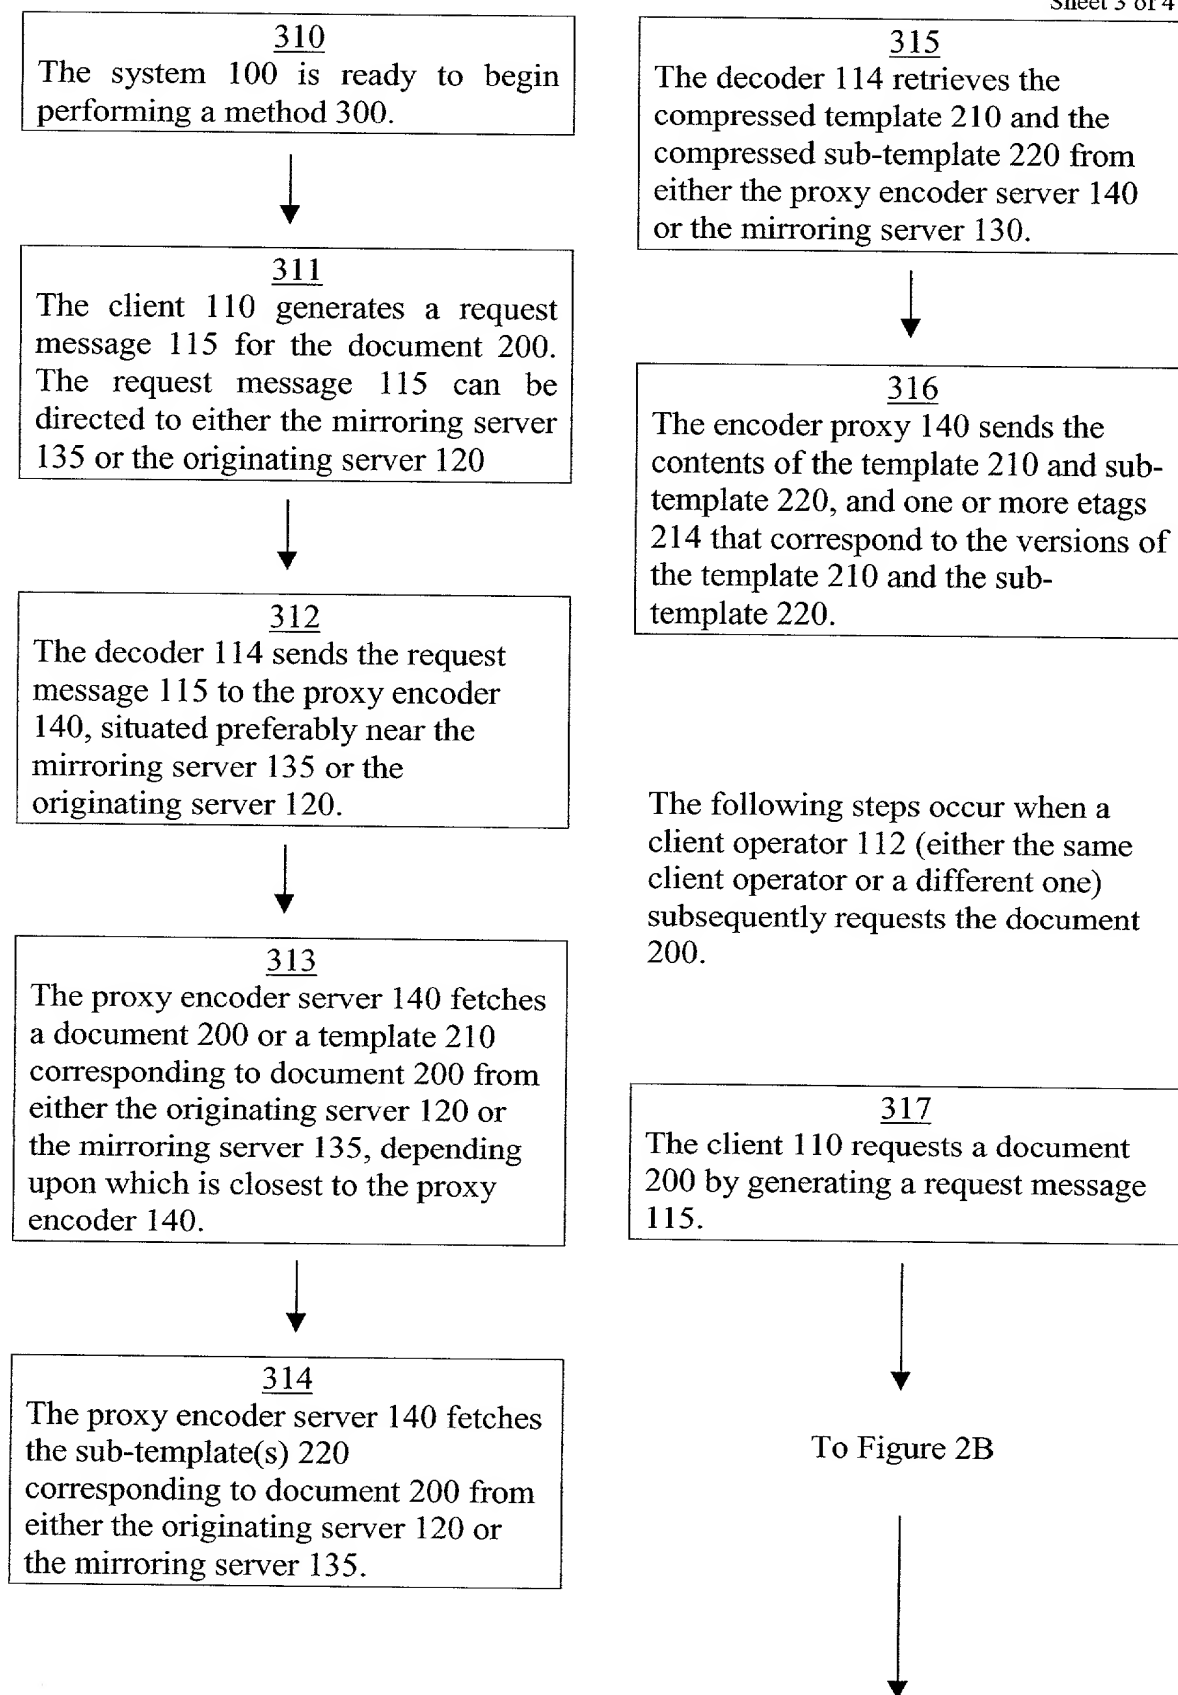 Sheet 3 of 4
310
The system 100 is ready to begin
performing a method 300.
311
The client 110 generates a request
message 115 for the document 200.
The request message 115 can be
directed to either the mirroring server
135 or the originating server 120
312
The decoder 114 sends the request
message 115 to the proxy encoder
140, situated preferably near the
mirroring server 135 or the
originating server 120.
313
The proxy encoder server 140 fetches
a document 200 or a template 210
corresponding to document 200 from
either the originating server 120 or
the mirroring server 135, depending
upon which is closest to the proxy
encoder 140.
314
The proxy encoder server 140 fetches
the sub-template(s) 220
corresponding to document 200 from
either the originating server 120 or
the mirroring server 135.
315
The decoder 114 retrieves the
compressed template 210 and the
compressed sub-template 220 from
either the proxy encoder server 140
or the mirroring server 130.
316
The encoder proxy 140 sends the
contents of the template 210 and sub-
template 220, and one or more etags
214 that correspond to the versions of
the template 210 and the sub-
template 220.
The following steps occur when a
client operator 112 (either the same
client operator or a different one)
subsequently requests the document
200.
317
The client 110 requests a document
200 by generating a request message
115.
To Figure 2B